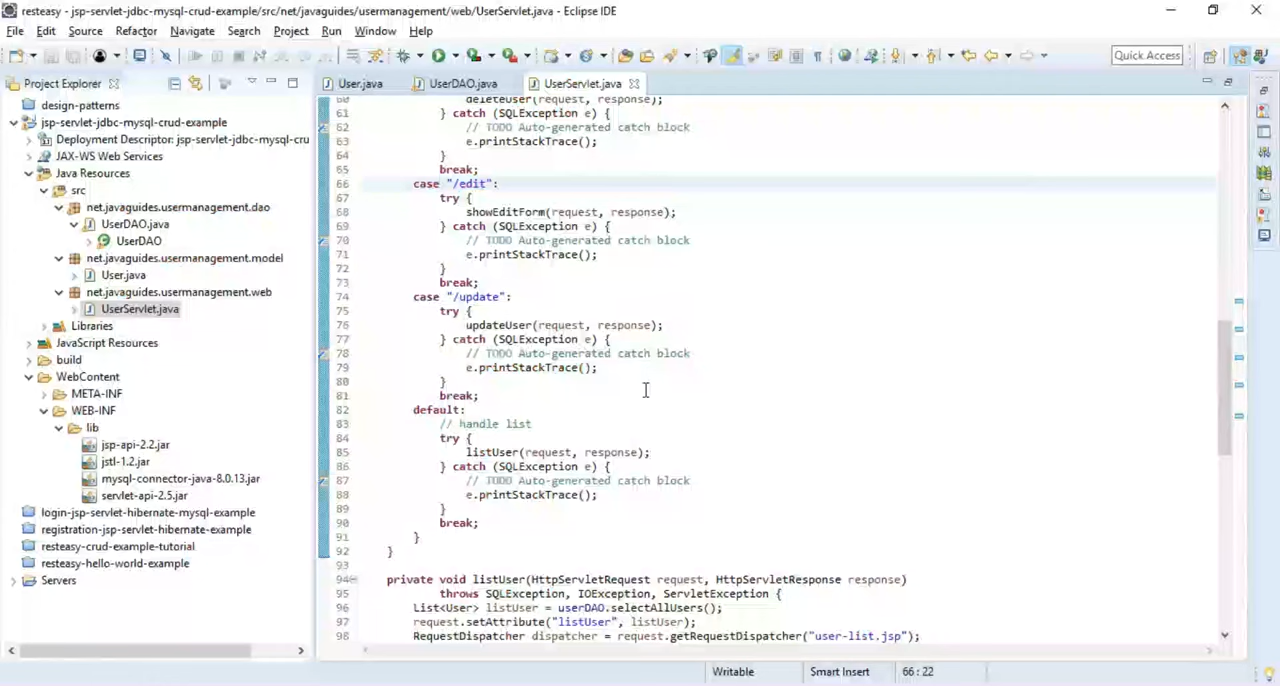 resteasy - jsp-servlet-jdbc-mysql-crud-example/src/net/javaguides/usermanagement/web/UserServlet.java - Eclipse IDE
File Edit Source Refactor Navigate Search Project Run Window Help
Quick Access
Project Explorer
User.java
UserDAO.java
UserServlet.java
design-patterns
jsp-servlet-jdbc-mysql-crud-example
Deployment Descriptor: jsp-servlet-jdbc-mysql-cru
JAX-WS Web Services
Java Resources
src
net.javaguides.usermanagement.dao
UserDAO.java
UserDAO
net.javaguides.usermanagement.model
User.java
net.javaguides.usermanagement.web
UserServlet.java
Libraries
JavaScript Resources
build
WebContent
META-INF
WEB-INF
lib
jsp-api-2.2.jar
jstl-1.2.jar
mysql-connector-java-8.0.13.jar
servlet-api-2.5.jar
login-jsp-servlet-hibernate-mysql-example
registration-jsp-servlet-hibernate-example
resteasy-crud-example-tutorial
resteasy-hello-world-example
Servers
60 deleteUser(request, response);
61 } catch (SQLException e) {
62 // TODO Auto-generated catch block
63 e.printStackTrace();
64 }
65 break;
66 case "/edit":
67 try {
68 showEditForm(request, response);
69 } catch (SQLException e) {
70 // TODO Auto-generated catch block
71 e.printStackTrace();
72 }
73 break;
74 case "/update":
75 try {
76 updateUser(request, response);
77 } catch (SQLException e) {
78 // TODO Auto-generated catch block
79 e.printStackTrace();
80 }
81 break;
82 default:
83 // handle list
84 try {
85 listUser(request, response);
86 } catch (SQLException e) {
87 // TODO Auto-generated catch block
88 e.printStackTrace();
89 }
90 break;
91 }
92 }
93
94 private void listUser(HttpServletRequest request, HttpServletResponse response)
95 throws SQLException, IOException, ServletException {
96 List<User> listUser = userDAO.selectAllUsers();
97 request.setAttribute("listUser", listUser);
98 RequestDispatcher dispatcher = request.getRequestDispatcher("user-list.jsp");
Writable Smart Insert 66 : 22